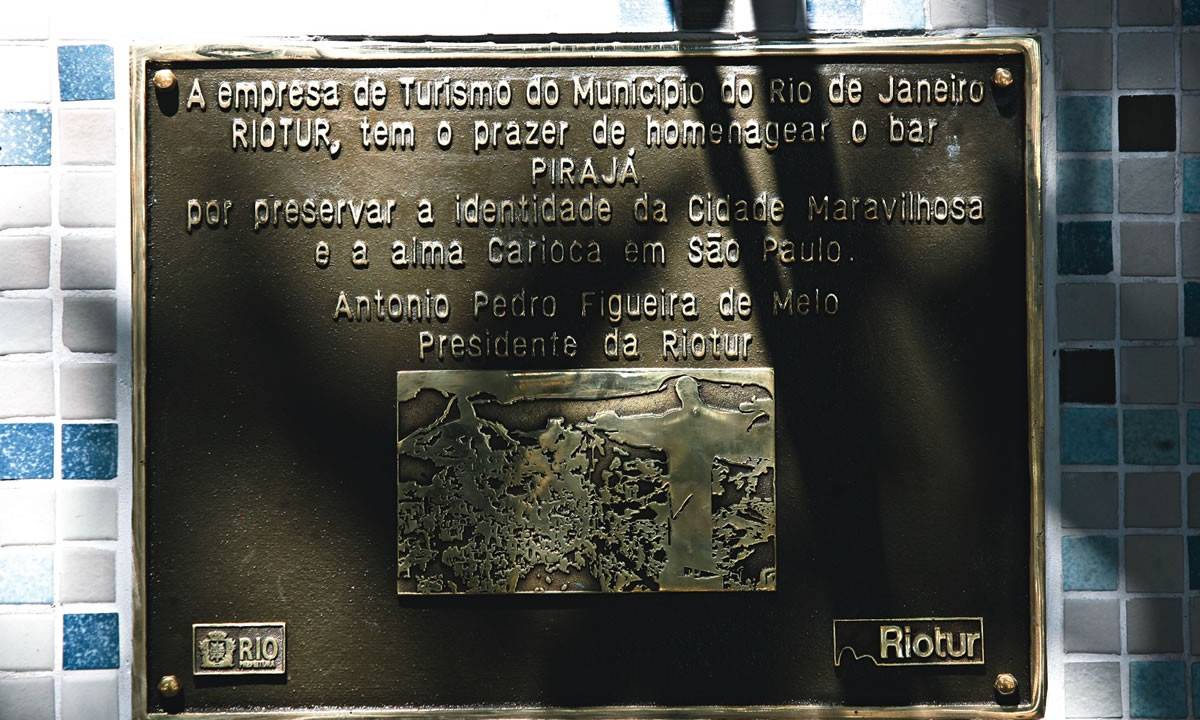 A empresa de Turismo do Município do Rio de Janeiro
RIOTUR, tem o prazer de homenagear o bar
PIRAJÁ
por preservar a identidade da Cidade Maravilhosa
e a alma Carioca em São Paulo.
Antonio Pedro Figueira de Melo
Presidente da Riotur
RIO
PREFEITURA
Riotur